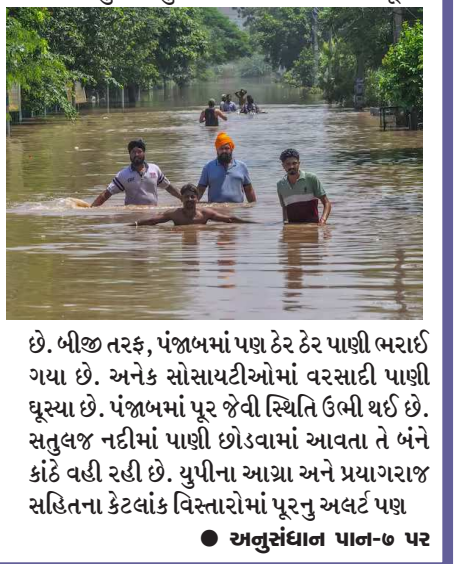 છે. બીજી તરફ, પંજાબમાં પણ ઠેર ઠેર પાણી ભરાઈ
ગયા છે. અનેક સોસાયટીઓમાં વરસાદી પાણી
ઘૂસ્યા છે. પંજાબમાં પૂર જેવી સ્થિતિ ઉભી થઈ છે.
સતુલજ નદીમાં પાણી છોડવામાં આવતા તે બંને
કાંઠે વહી રહી છે. યુપીના આગ્રા અને પ્રયાગરાજ
સહિતના કેટલાંક વિસ્તારોમાં પૂરનુ અલર્ટ પણ
● અનુસંધાન પાન-૭ પર